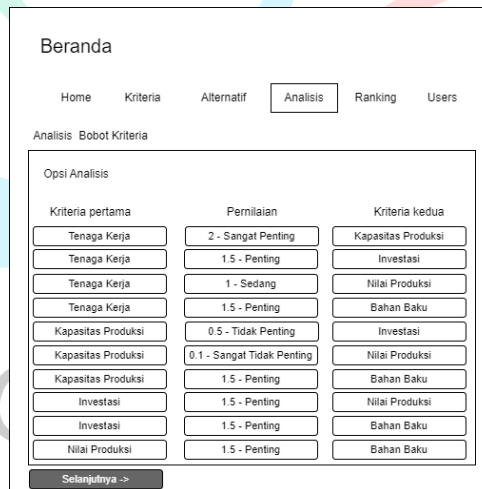 Beranda
Home Kriteria Alternatif Analisis Ranking Users
Analisis Bobot Kriteria
Opsi Analisis
Kriteria pertama Pernilaian Kriteria kedua
Tenaga Kerja 2 - Sangat Penting Kapasitas Produksi
Tenaga Kerja 1.5 - Penting Investasi
Tenaga Kerja 1 - Sedang Nilai Produksi
Tenaga Kerja 1.5 - Penting Bahan Baku
Kapasitas Produksi 0.5 - Tidak Penting Investasi
Kapasitas Produksi 0.1 - Sangat Tidak Penting Nilai Produksi
Kapasitas Produksi 1.5 - Penting Bahan Baku
Investasi 1.5 - Penting Nilai Produksi
Investasi 1.5 - Penting Bahan Baku
Nilai Produksi 1.5 - Penting Bahan Baku
Selanjutnya ->